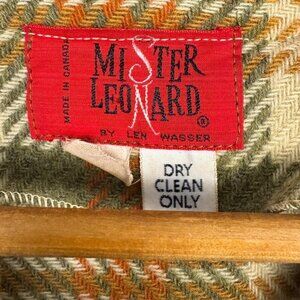 MADE IN CANADA
MISTER
LEONARD
®
BY LEN WASSER
DRY
CLEAN
ONLY